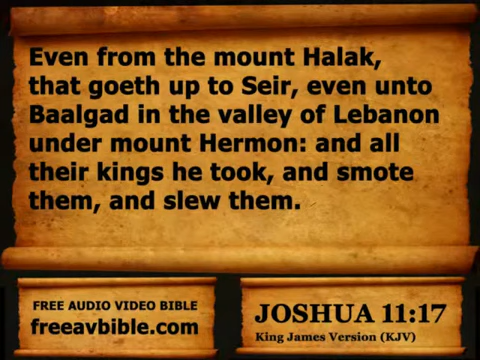 Even from the mount Halak,
that goeth up to Seir, even unto
Baalgad in the valley of Lebanon
under mount Hermon: and all
their kings he took, and smote
them, and slew them.
FREE AUDIO VIDEO BIBLE
freeavbible.com
JOSHUA 11:17
King James Version (KJV)